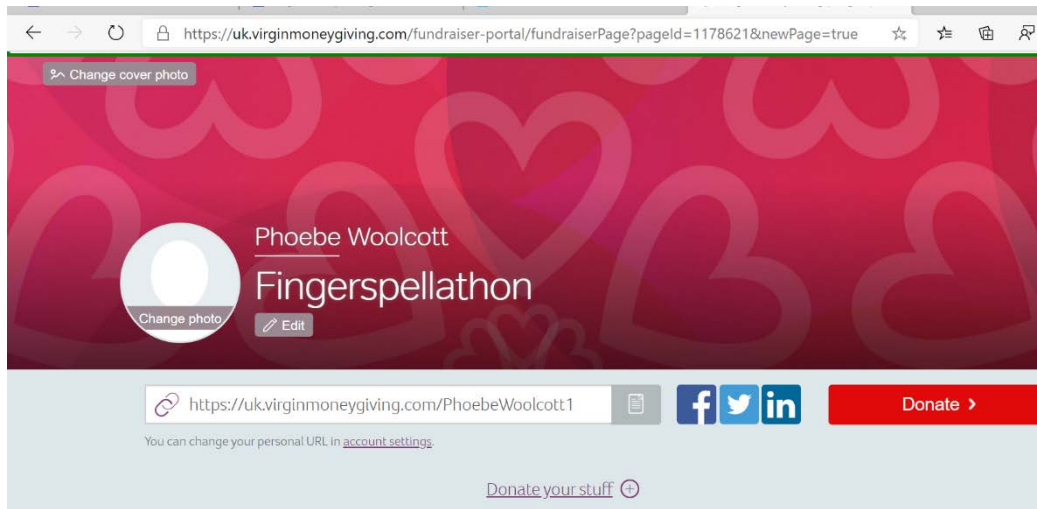 https://uk.virginmoneygiving.com/fundraiser-portal/fundraiserPage?pageId=1178621&newPage=true
Change cover photo
Phoebe Woolcott
Fingerspellathon
Change photo
Edit
https://uk.virginmoneygiving.com/PhoebeWoolcott1
f in
Donate >
You can change your personal URL in account settings.
Donate your stuff